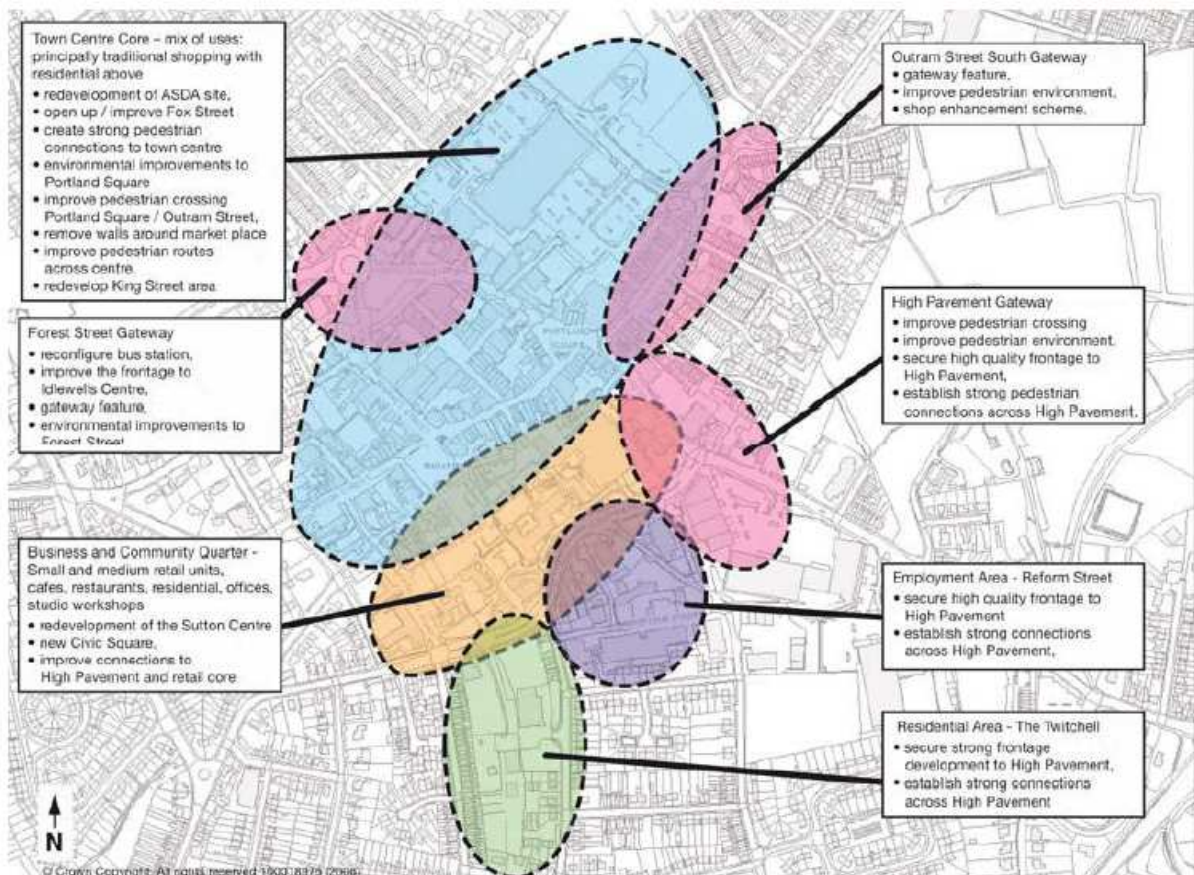 Town Centre Core – mix of uses:
principally traditional shopping with
residential above
• redevelopment of ASDA site,
• open up / improve Fox Street
• create strong pedestrian
connections to town centre
• environmental improvements to
Portland Square
• improve pedestrian crossing
Portland Square / Outram Street,
• remove walls around market place
• improve pedestrian routes
across centre,
• redevelop King Street area
Forest Street Gateway
• reconfigure bus station,
• improve the frontage to
Idlewells Centre,
• gateway feature,
• environmental improvements to
Forest Street
Business and Community Quarter -
Small and medium retail units,
cafes, restaurants, residential, offices,
studio workshops
• redevelopment of the Sutton Centre
• new Civic Square,
• improve connections to
High Pavement and retail core
Outram Street South Gateway
• gateway feature,
• improve pedestrian environment,
• shop enhancement scheme.
High Pavement Gateway
• improve pedestrian crossing
• improve pedestrian environment,
• secure high quality frontage to
High Pavement,
• establish strong pedestrian
connections across High Pavement,
Employment Area - Reform Street
• secure high quality frontage to
High Pavement
• establish strong connections
across High Pavement,
Residential Area - The Twitchell
• secure strong frontage
development to High Pavement,
• establish strong connections
across High Pavement
N
© Crown Copyright. All rights reserved